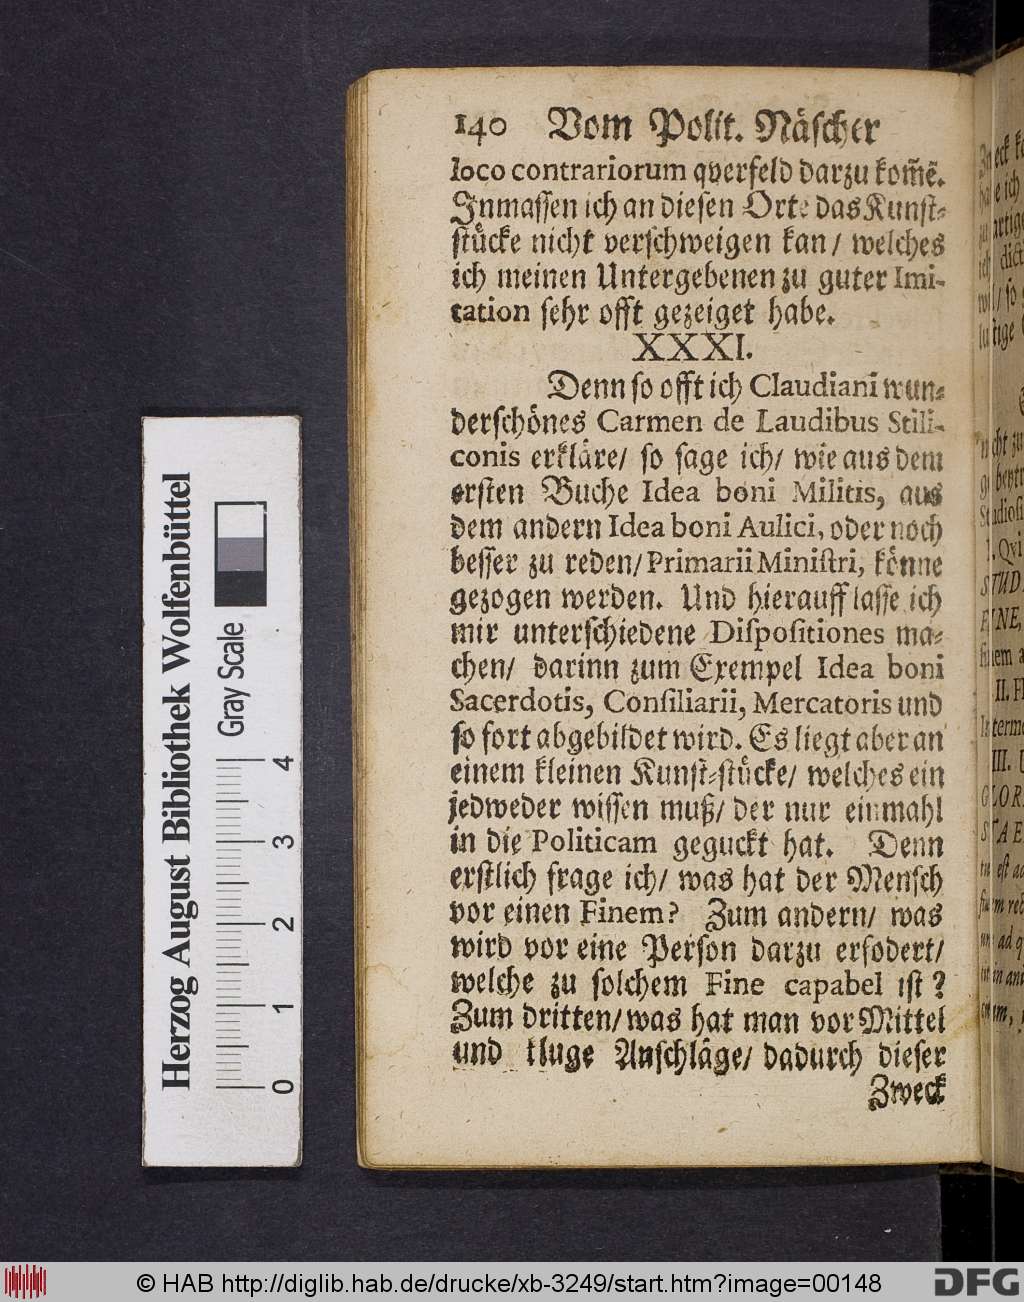 140 Vom Polit. Näscher
loco contrariorum qverfeld darzu kom̃ẽ.
Inmassen ich an diesen Orte das Kunst-
stücke nicht verschweigen kan / welches
ich meinen Untergebenen zu guter Imi-
tation sehr offt gezeiget habe.
XXXI.
Denn so offt ich Claudiani wun-
derschönes Carmen de Laudibus Stili-
conis erkläre/ so sage ich/ wie aus dem
ersten Buche Idea boni Militis, aus
dem andern Idea boni Aulici, oder noch
besser zu reden/ Primarii Ministri, könne
gezogen werden. Und hierauff lasse ich
mir unterschiedene Dispositiones ma-
chen/ darinn zum Exempel Idea boni
Sacerdotis, Consiliarii, Mercatoris und
so fort abgebildet wird. Es liegt aber an
einem kleinen Kunst-stücke/ welches ein
jedweder wissen muß/ der nur einmahl
in die Politicam geguckt hat. Denn
erstlich frage ich/ was hat der Mensch
vor einen Finem? Zum andern/ was
wird vor eine Person darzu erfodert/
welche zu solchem Fine capabel ist?
Zum dritten/ was hat man vor Mittel
und kluge Anschläge/ dadurch dieser
Zweck
Herzog August Bibliothek Wolfenbüttel
Gray Scale
0 1 2 3 4
© HAB http://diglib.hab.de/drucke/xb-3249/start.htm?image=00148
DFG